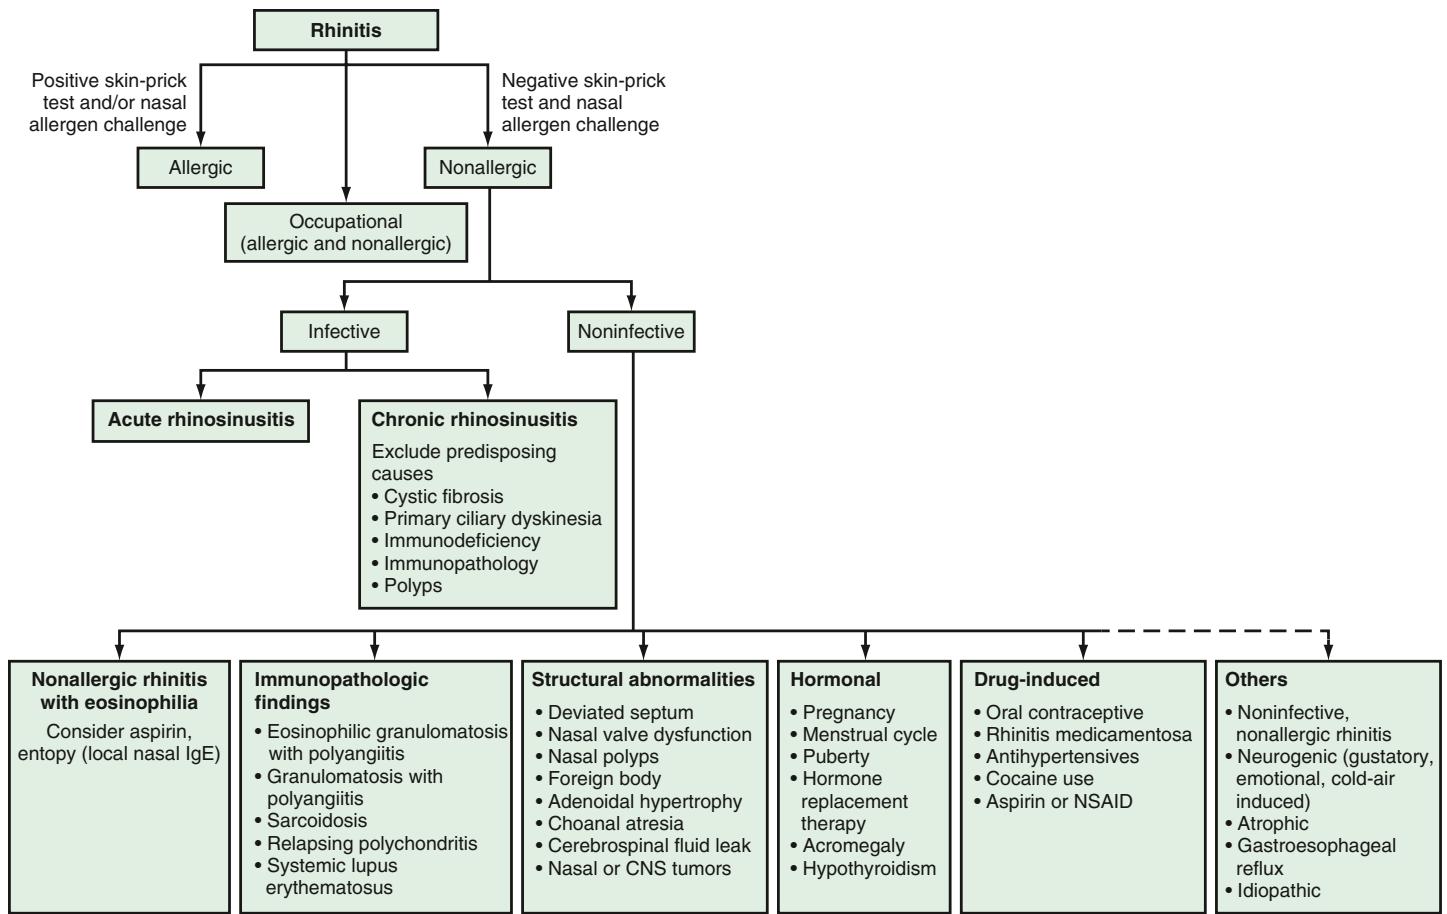 Rhinitis
Positive skin-prick
test and/or nasal
allergen challenge
Negative skin-prick
test and nasal
allergen challenge
Allergic
Nonallergic
Occupational
(allergic and nonallergic)
Infective
Noninfective
Acute rhinosinusitis
Chronic rhinosinusitis
Exclude predisposing
causes
• Cystic fibrosis
• Primary ciliary dyskinesia
• Immunodeficiency
• Immunopathology
• Polyps
Nonallergic rhinitis
with eosinophilia
Consider aspirin,
entopy (local nasal IgE)
Immunopathologic
findings
• Eosinophilic granulomatosis
with polyangiitis
• Granulomatosis with
polyangiitis
• Sarcoidosis
• Relapsing polychondritis
• Systemic lupus
erythematosus
Structural abnormalities
• Deviated septum
• Nasal valve dysfunction
• Nasal polyps
• Foreign body
• Adenoidal hypertrophy
• Choanal atresia
• Cerebrospinal fluid leak
• Nasal or CNS tumors
Hormonal
• Pregnancy
• Menstrual cycle
• Puberty
• Hormone
replacement
therapy
• Acromegaly
• Hypothyroidism
Drug-induced
• Oral contraceptive
• Rhinitis medicamentosa
• Antihypertensives
• Cocaine use
• Aspirin or NSAID
Others
• Noninfective,
nonallergic rhinitis
• Neurogenic (gustatory,
emotional, cold-air
induced)
• Atrophic
• Gastroesophageal
reflux
• Idiopathic